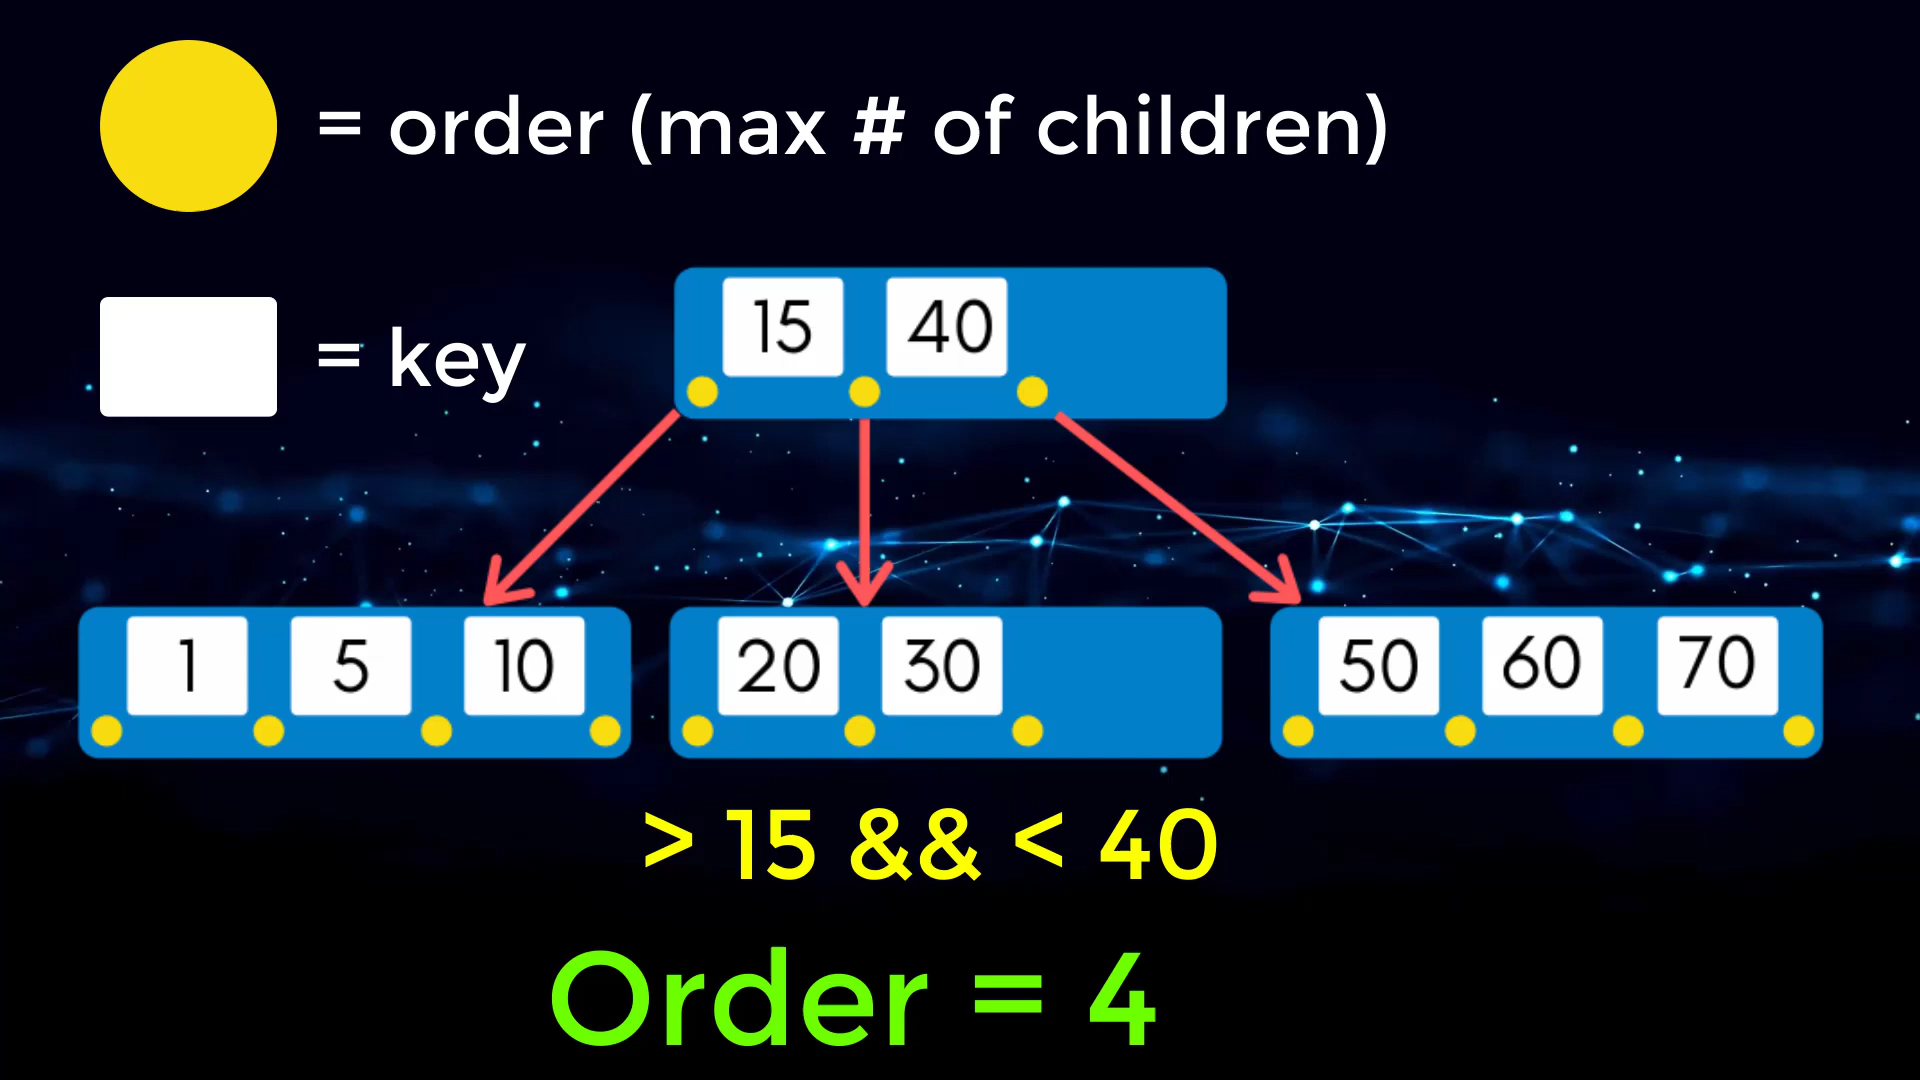 = order (max # of children)
= key
15 40
1 5 10 20 30 50 60 70
> 15 && < 40
Order = 4